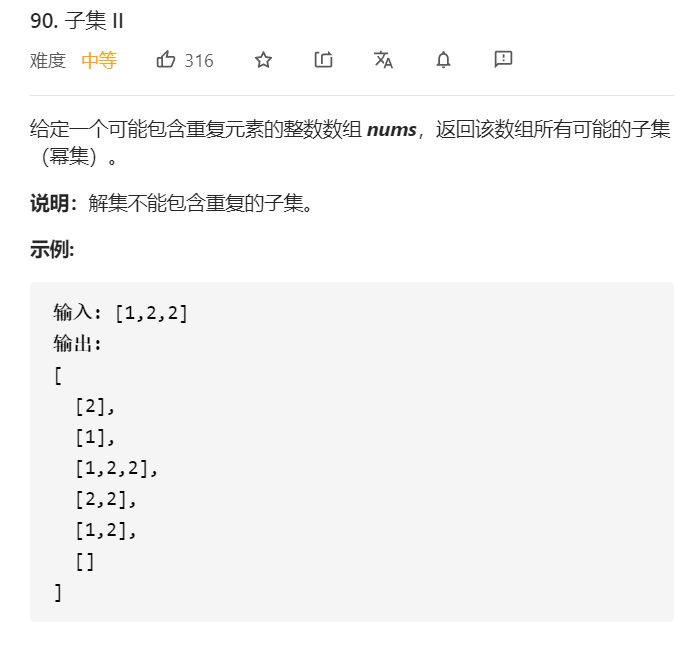 90. 子集 II
难度 中等 316
给定一个可能包含重复元素的整数数组 nums，返回该数组所有可能的子集
（幂集）。
说明：解集不能包含重复的子集。
示例:
输入: [1,2,2]
输出:
[
  [2],
  [1],
  [1,2,2],
  [2,2],
  [1,2],
  []
]